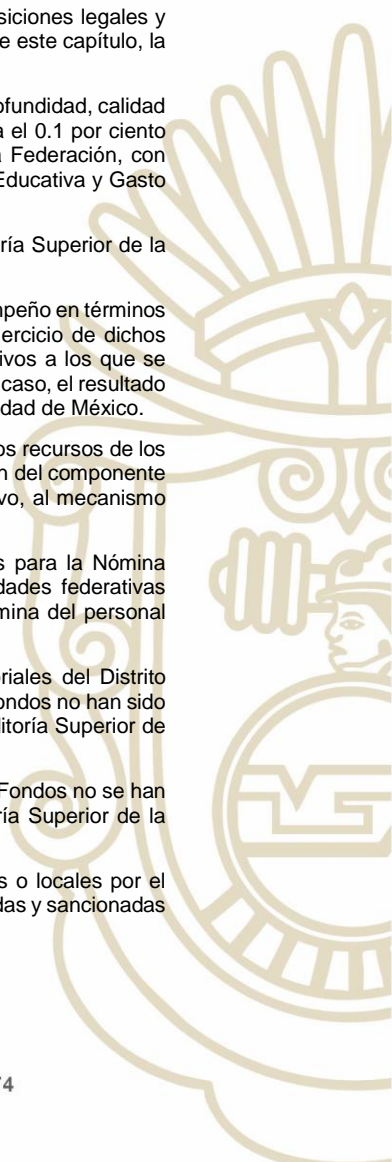 siciones legales y
e este capítulo, la
ofundidad, calidad
a el 0.1 por ciento
a Federación, con
Educativa y Gasto
ría Superior de la
mpeño en términos
ercicio de dichos
ivos a los que se
caso, el resultado
dad de México.
os recursos de los
n del componente
vo, al mecanismo
s para la Nómina
dades federativas
mina del personal
riales del Distrito
ondos no han sido
ditoría Superior de
Fondos no se han
ría Superior de la
s o locales por el
das y sancionadas
74